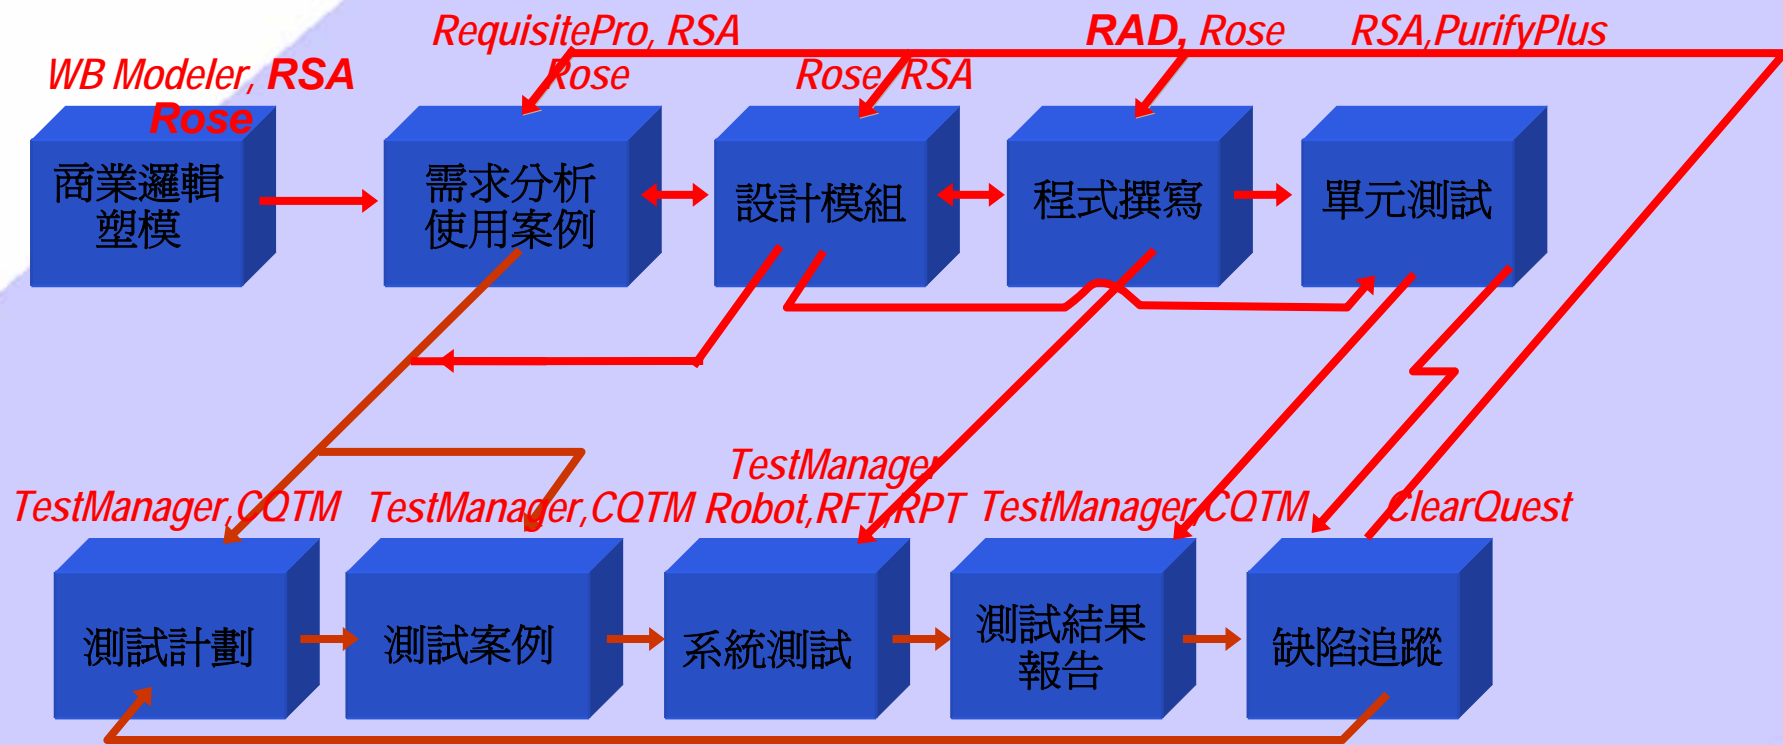 RequisitePro, RSA
Rose
RAD, Rose
RSA,PurifyPlus
WB Modeler, RSA
Rose
Rose, RSA
商業邏輯
塑模
需求分析
使用案例
設計模組
程式撰寫
單元測試
TestManager,CQTM
TestManager,CQTM
TestManager
Robot,RFT,RPT
TestManager,CQTM
ClearQuest
測試計劃
測試案例
系統測試
測試結果
報告
缺陷追蹤